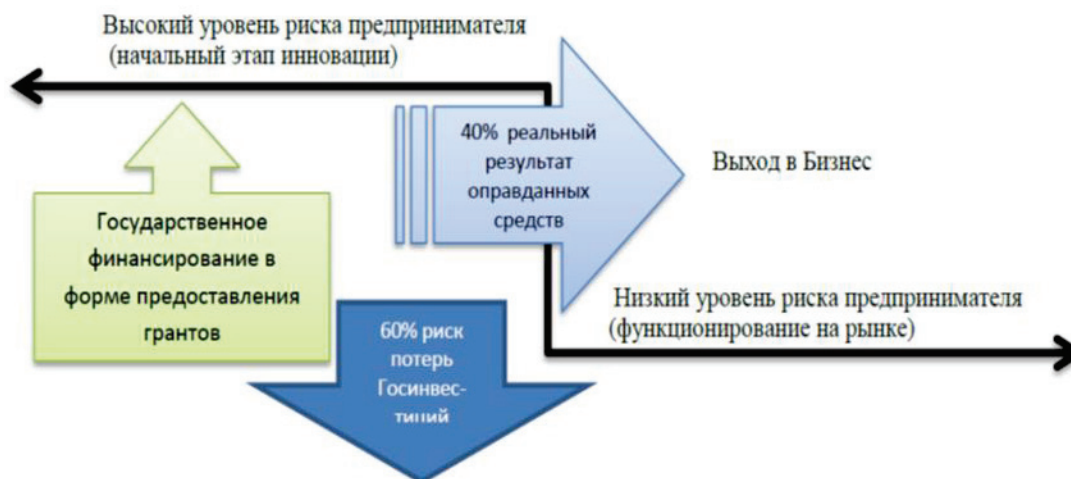 Высокий уровень риска предпринимателя
(начальный этап инновации)
40% реальный
результат
оправданных
средств
Выход в Бизнес
Государственное
финансирование в
форме предоставления
грантов
Низкий уровень риска предпринимателя
(функционирование на рынке)
60% риск
потерь
Госинвес-
тиций